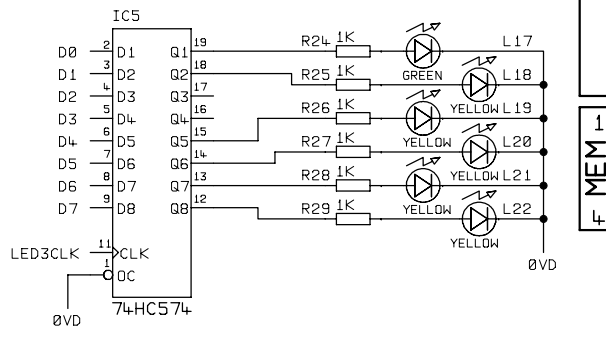 IC5
D0 2 D1 Q1 19 R24 1K GREEN L17
D1 3 D2 Q2 18 R25 1K YELLOW L18
D2 4 D3 Q3 17
D3 5 D4 Q4 16 R26 1K YELLOW L19
D4 6 D5 Q5 15
D5 7 D6 Q6 14 R27 1K YELLOW L20
D6 8 D7 Q7 13 R28 1K YELLOW L21
D7 9 D8 Q8 12 R29 1K YELLOW L22
LED3CLK 11 CLK
1 OC
0VD
74HC574
0VD
4 MEM 1